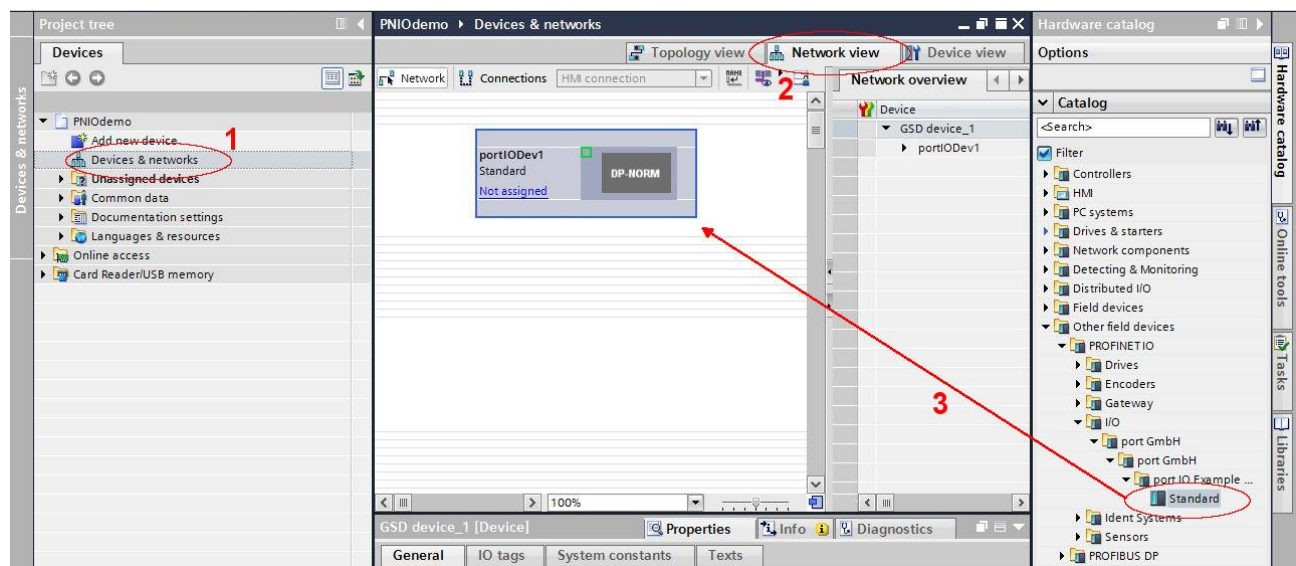 Project tree
Devices
Devices & networks
PNIOdemo
Add new device
1
Devices & networks
Unassigned devices
Common data
Documentation settings
Languages & resources
Online access
Card Reader/USB memory
PNIOdemo Devices & networks
Topology view Network view Device view
Network Connections HMI connection
2
portIODev1
Standard
Not assigned
DP-NORM
100%
Network overview
Device
GSD device_1
portIODev1
3
GSD device_1 [Device] Properties Info Diagnostics
General IO tags System constants Texts
Hardware catalog
Options
Catalog
<Search>
Filter
Controllers
HMI
PC systems
Drives & starters
Network components
Detecting & Monitoring
Distributed I/O
Field devices
Other field devices
PROFINET IO
Drives
Encoders
Gateway
I/O
port GmbH
port GmbH
port IO Example ...
Standard
Ident Systems
Sensors
PROFIBUS DP
Hardware catalog
Online tools
Tasks
Libraries